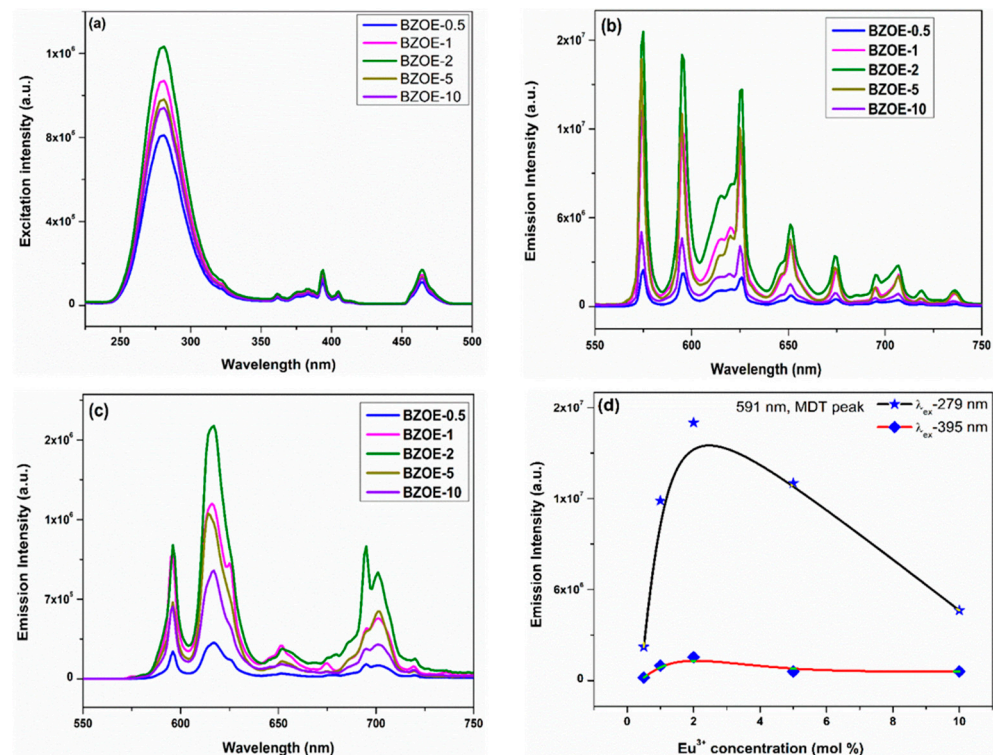 (a)
BZOE-0.5
BZOE-1
BZOE-2
BZOE-5
BZOE-10
Excitation intensity (a.u.)
1x10⁶
8x10⁵
4x10⁵
0
250 300 350 400 450 500
Wavelength (nm)
(b)
BZOE-0.5
BZOE-1
BZOE-2
BZOE-5
BZOE-10
Emission Intensity (a.u.)
2x10⁷
1x10⁷
6x10⁶
0
550 600 650 700 750
Wavelength (nm)
(c)
BZOE-0.5
BZOE-1
BZOE-2
BZOE-5
BZOE-10
Emission Intensity (a.u.)
2x10⁶
1x10⁶
7x10⁵
0
550 600 650 700 750
Wavelength (nm)
(d)
591 nm, MDT peak
λex-279 nm
λex-395 nm
Emission Intensity (a.u.)
2x10⁷
1x10⁷
6x10⁶
0
0 2 4 6 8 10
Eu³⁺ concentration (mol %)